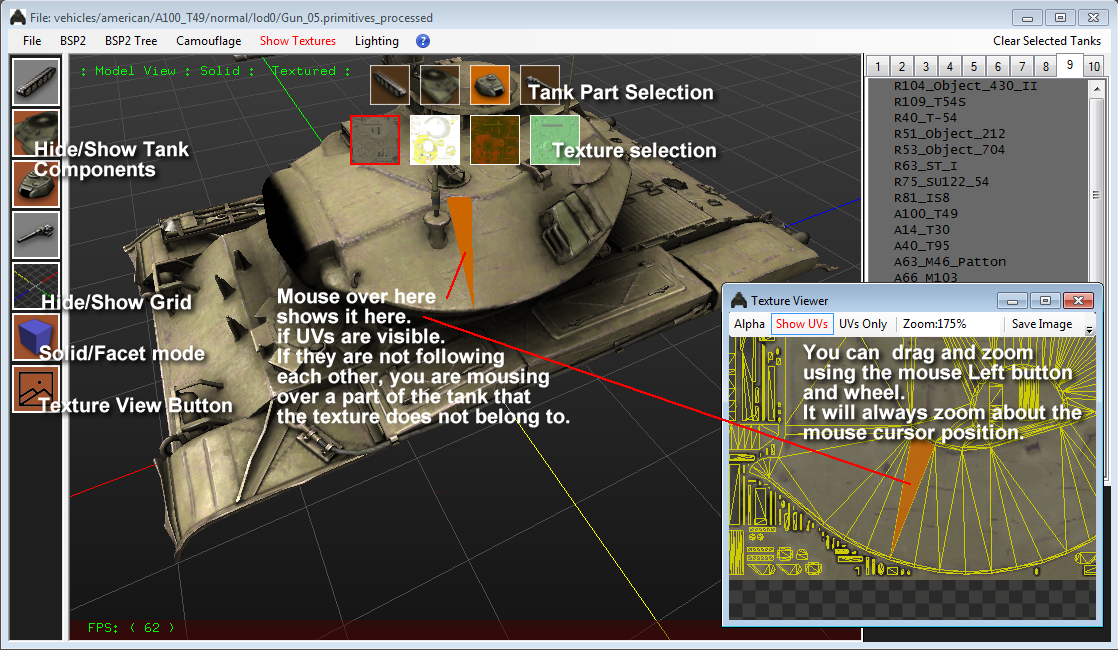 File: vehicles/american/A100_T49/normal/lod0/Gun_05.primitives_processed
File BSP2 BSP2 Tree Camouflage Show Textures Lighting ? Clear Selected Tanks
: Model View : Solid : Textured :
1 2 3 4 5 6 7 8 9 10
Tank Part Selection
Texture selection
Hide/Show Tank
Components
Hide/Show Grid
Solid/Facet mode
Texture View Button
R104_Object_430_II
R109_T54S
R40_T-54
R51_Object_212
R53_Object_704
R63_ST_I
R75_SU122_54
R81_IS8
A100_T49
A14_T30
A40_T95
A63_M46_Patton
A66_M103
Mouse over here
shows it here.
if UVs are visible.
If they are not following
each other, you are mousing
over a part of the tank that
the texture does not belong to.
Texture Viewer
Alpha Show UVs UVs Only Zoom:175% Save Image
You can drag and zoom
using the mouse Left button
and wheel.
It will always zoom about the
mouse cursor position.
FPS: ( 62 )